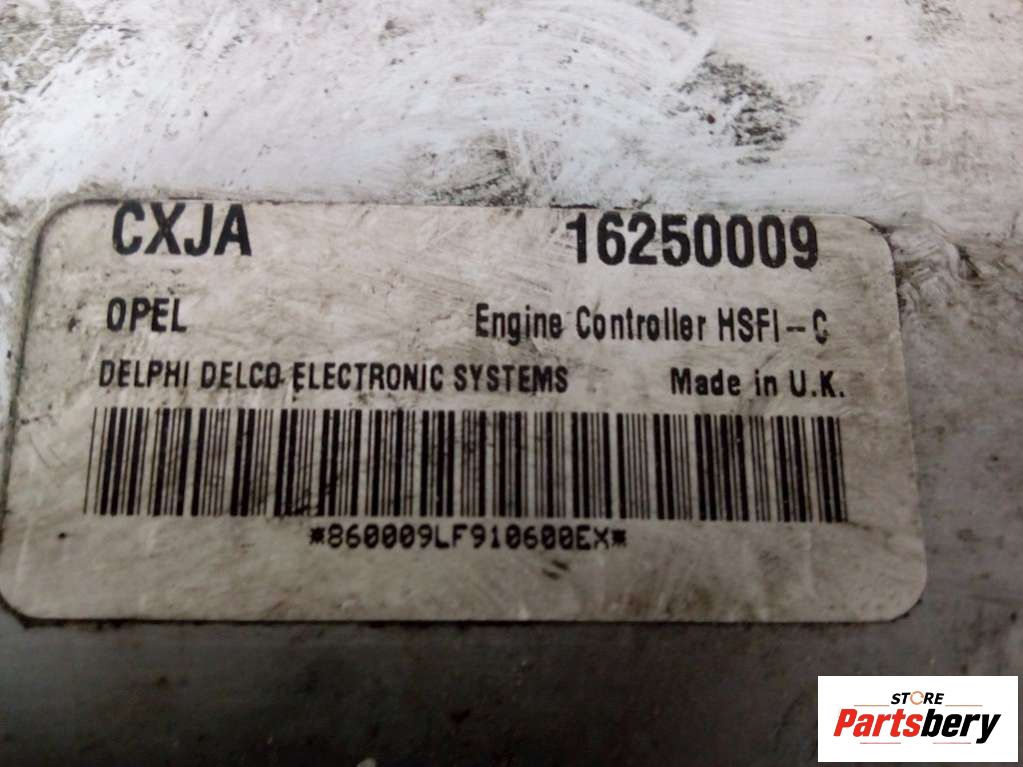 CXJA 16250009
OPEL Engine Controller HSFI-C
DELPHI DELCO ELECTRONIC SYSTEMS Made in U.K.
*860009LF910600EX*
STORE
Partsbery